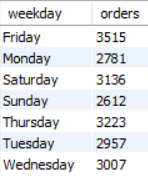 weekday orders
Friday 3515
Monday 2781
Saturday 3136
Sunday 2612
Thursday 3223
Tuesday 2957
Wednesday 3007